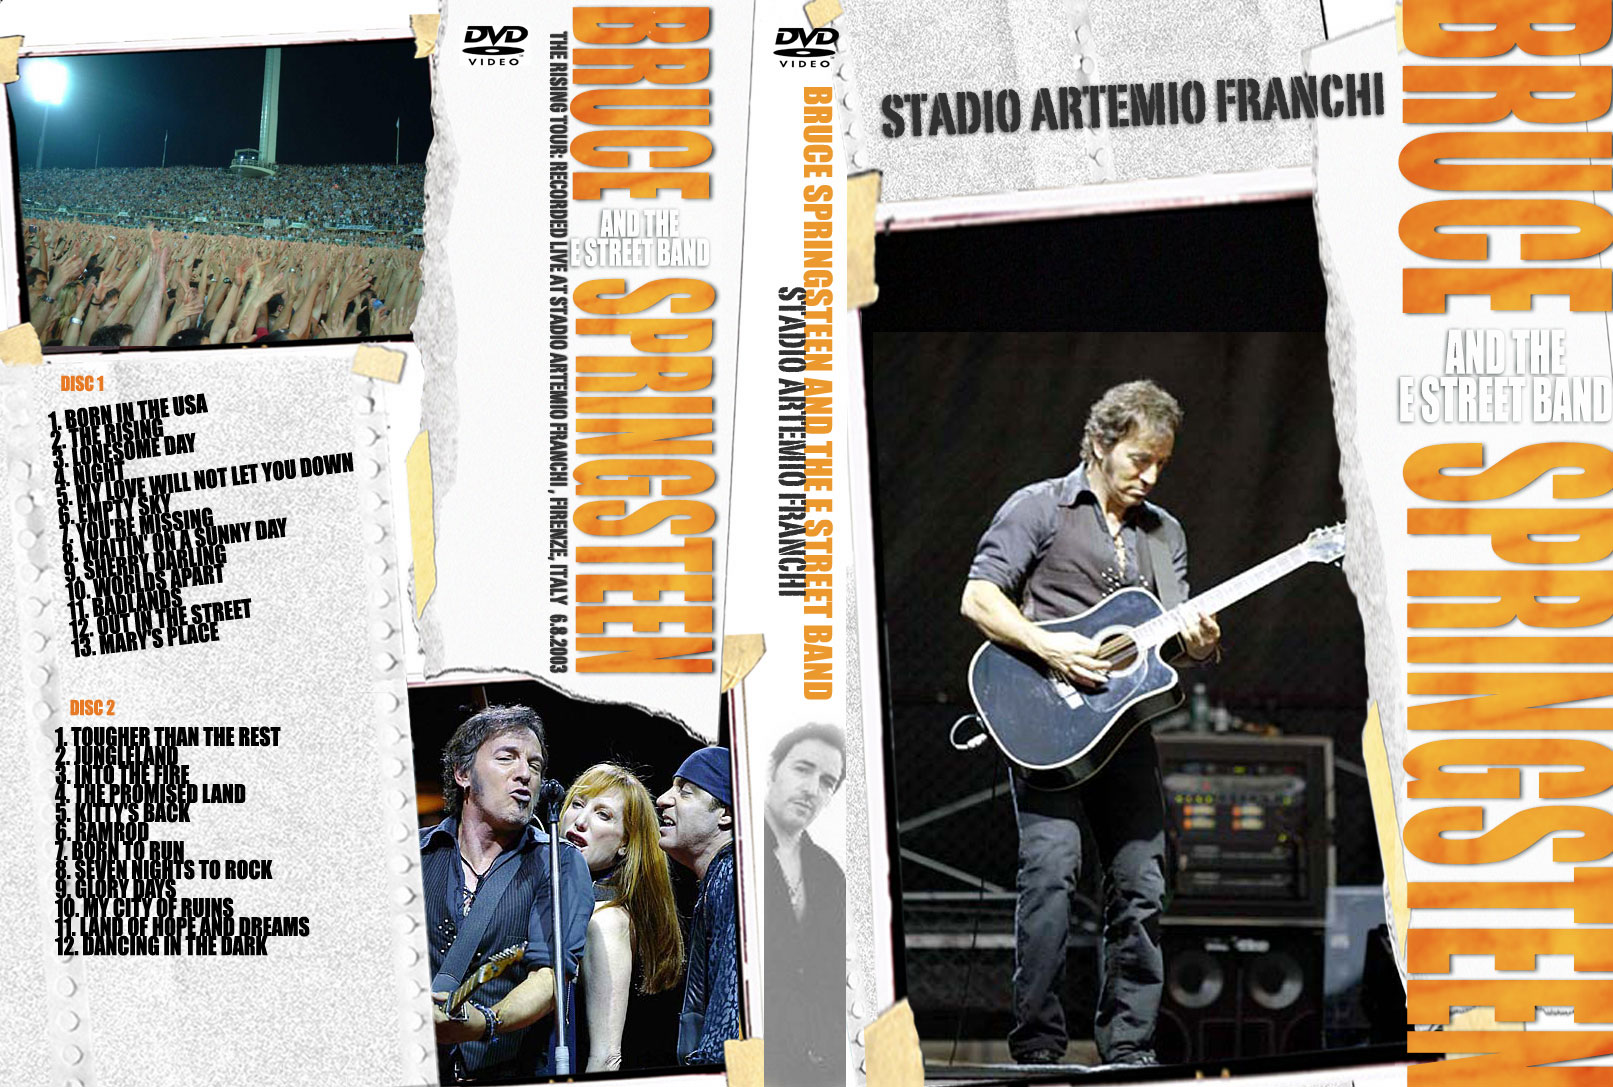 DVD
VIDEO
THE RISING TOUR: RECORDED LIVE AT STADIO ARTEMIO FRANCHI , FIRENZE, ITALY 6.8.2003
BRUCE
AND THE
E STREET BAND
SPRINGSTEEN
DISC 1
1. BORN IN THE USA
2. THE RISING
3. LONESOME DAY
4. NIGHT
5. MY LOVE WILL NOT LET YOU DOWN
6. EMPTY SKY
7. YOU'RE MISSING
8. WAITIN' ON A SUNNY DAY
9. SHERRY DARLING
10. WORLDS APART
11. BADLANDS
12. OUT IN THE STREET
13. MARY'S PLACE
DISC 2
1. TOUGHER THAN THE REST
2. JUNGLELAND
3. INTO THE FIRE
4. THE PROMISED LAND
5. KITTY'S BACK
6. RAMROD
7. BORN TO RUN
8. SEVEN NIGHTS TO ROCK
9. GLORY DAYS
10. MY CITY OF RUINS
11. LAND OF HOPE AND DREAMS
12. DANCING IN THE DARK
DVD
VIDEO
BRUCE SPRINGSTEEN AND THE E STREET BAND
STADIO ARTEMIO FRANCHI
STADIO ARTEMIO FRANCHI
BRUCE
AND THE
E STREET BAND
SPRINGSTEEN